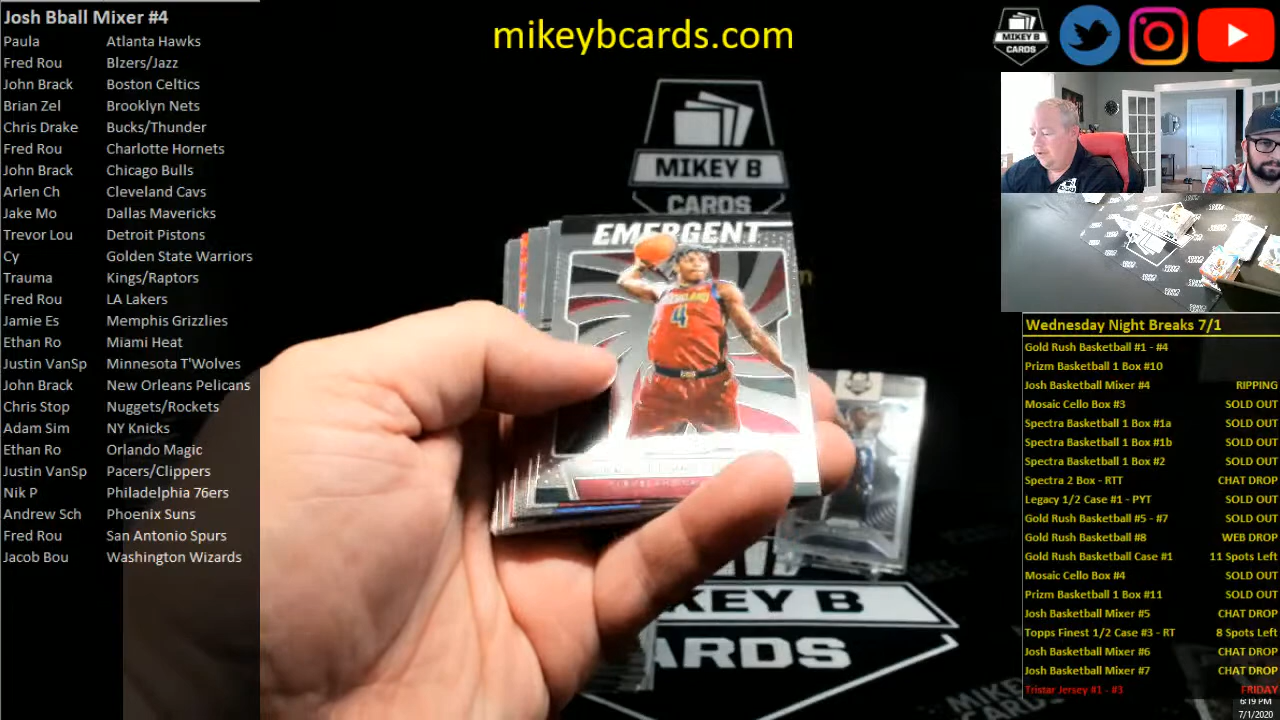 Josh Bball Mixer #4
Paula Atlanta Hawks
Fred Rou Blzers/Jazz
John Brack Boston Celtics
Brian Zel Brooklyn Nets
Chris Drake Bucks/Thunder
Fred Rou Charlotte Hornets
John Brack Chicago Bulls
Arlen Ch Cleveland Cavs
Jake Mo Dallas Mavericks
Trevor Lou Detroit Pistons
Cy Golden State Warriors
Trauma Kings/Raptors
Fred Rou LA Lakers
Jamie Es Memphis Grizzlies
Ethan Ro Miami Heat
Justin VanSp Minnesota T'Wolves
John Brack New Orleans Pelicans
Chris Stop Nuggets/Rockets
Adam Sim NY Knicks
Ethan Ro Orlando Magic
Justin VanSp Pacers/Clippers
Nik P Philadelphia 76ers
Andrew Sch Phoenix Suns
Fred Rou San Antonio Spurs
Jacob Bou Washington Wizards
mikeybcards.com
MIKEY B
CARDS
EMERGENT
4
KEY B
CARDS
MIKEY B
CARDS
Wednesday Night Breaks 7/1
Gold Rush Basketball #1 - #4
Prizm Basketball 1 Box #10
Josh Basketball Mixer #4 RIPPING
Mosaic Cello Box #3 SOLD OUT
Spectra Basketball 1 Box #1a SOLD OUT
Spectra Basketball 1 Box #1b SOLD OUT
Spectra Basketball 1 Box #2 SOLD OUT
Spectra 2 Box - RTT CHAT DROP
Legacy 1/2 Case #1 - PYT SOLD OUT
Gold Rush Basketball #5 - #7 SOLD OUT
Gold Rush Basketball #8 WEB DROP
Gold Rush Basketball Case #1 11 Spots Left
Mosaic Cello Box #4 SOLD OUT
Prizm Basketball 1 Box #11 SOLD OUT
Josh Basketball Mixer #5 CHAT DROP
Topps Finest 1/2 Case #3 - RT 8 Spots Left
Josh Basketball Mixer #6 CHAT DROP
Josh Basketball Mixer #7 CHAT DROP
Tristar Jersey #1 - #3 FRIDAY
6:19 PM
7/1/2020